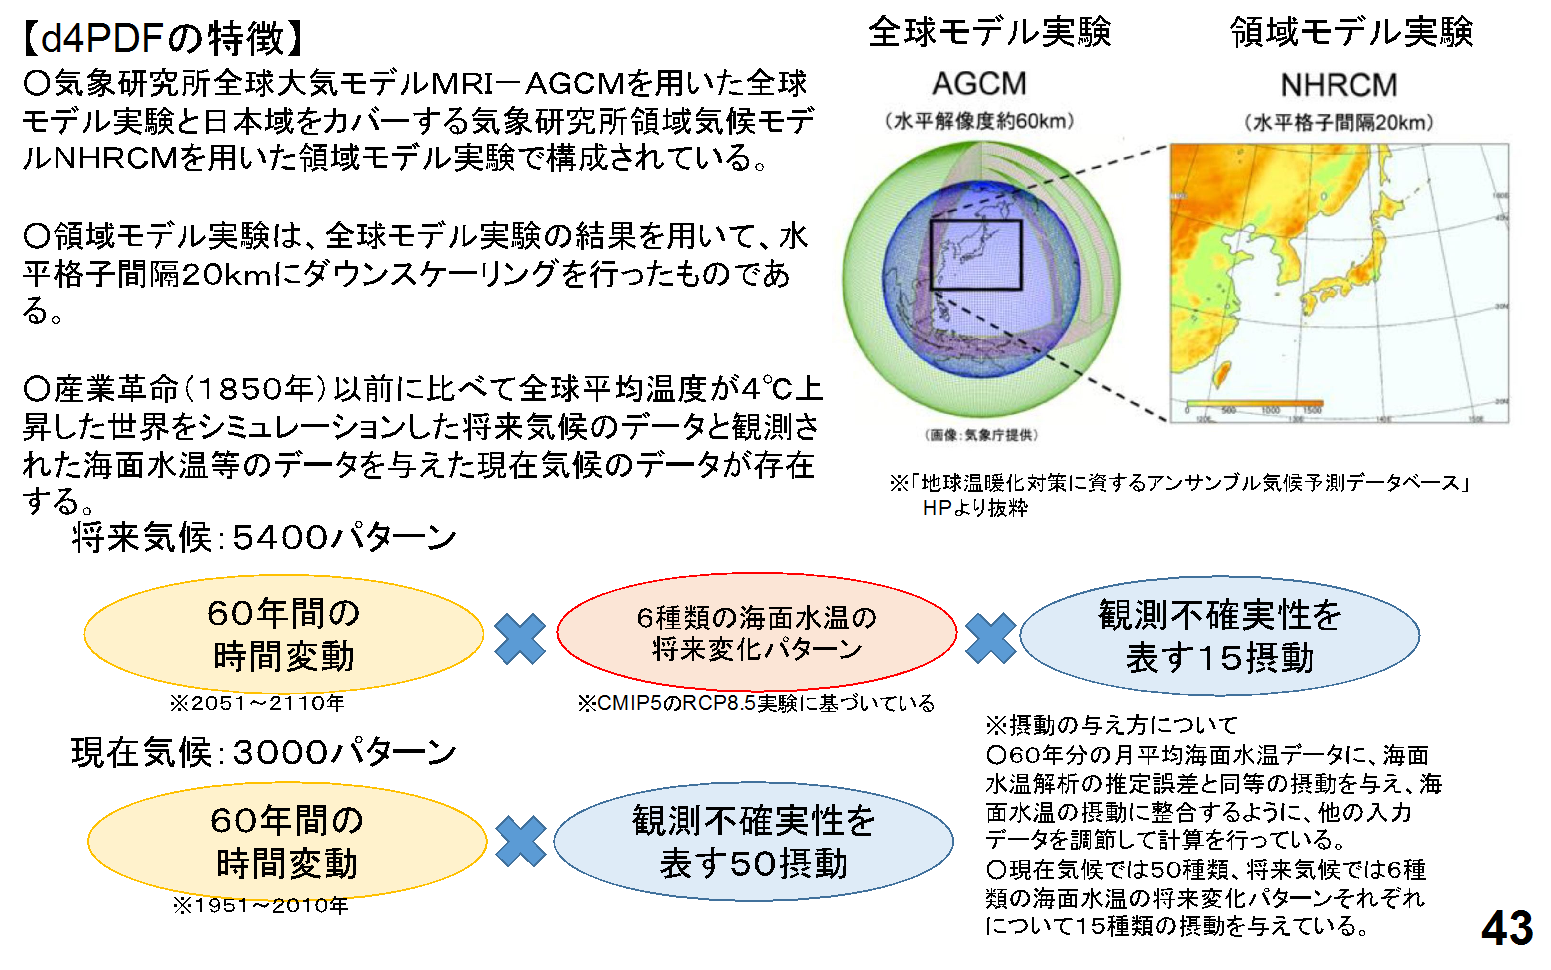 【d4PDFの特徴】
○気象研究所全球大気モデルMRI－AGCMを用いた全球
モデル実験と日本域をカバーする気象研究所領域気候モデ
ルNHRCMを用いた領域モデル実験で構成されている。
○領域モデル実験は、全球モデル実験の結果を用いて、水
平格子間隔20kmにダウンスケーリングを行ったものであ
る。
○産業革命(1850年)以前に比べて全球平均温度が4℃上
昇した世界をシミュレーションした将来気候のデータと観測さ
れた海面水温等のデータを与えた現在気候のデータが存在
する。
全球モデル実験
AGCM
(水平解像度約60km)
領域モデル実験
NHRCM
(水平格子間隔20km)
0 500 1000 1500
120E 130E 140E 150E
40N
30N
20N
(画像：気象庁提供)
※「地球温暖化対策に資するアンサンブル気候予測データベース」
HPより抜粋
将来気候：5400パターン
60年間の
時間変動
※2051～2110年
6種類の海面水温の
将来変化パターン
※CMIP5のRCP8.5実験に基づいている
観測不確実性を
表す15摂動
現在気候：3000パターン
60年間の
時間変動
※1951～2010年
観測不確実性を
表す50摂動
※摂動の与え方について
○60年分の月平均海面水温データに、海面
水温解析の推定誤差と同等の摂動を与え、海
面水温の摂動に整合するように、他の入力
データを調節して計算を行っている。
○現在気候では50種類、将来気候では6種
類の海面水温の将来変化パターンそれぞれ
について15種類の摂動を与えている。
43